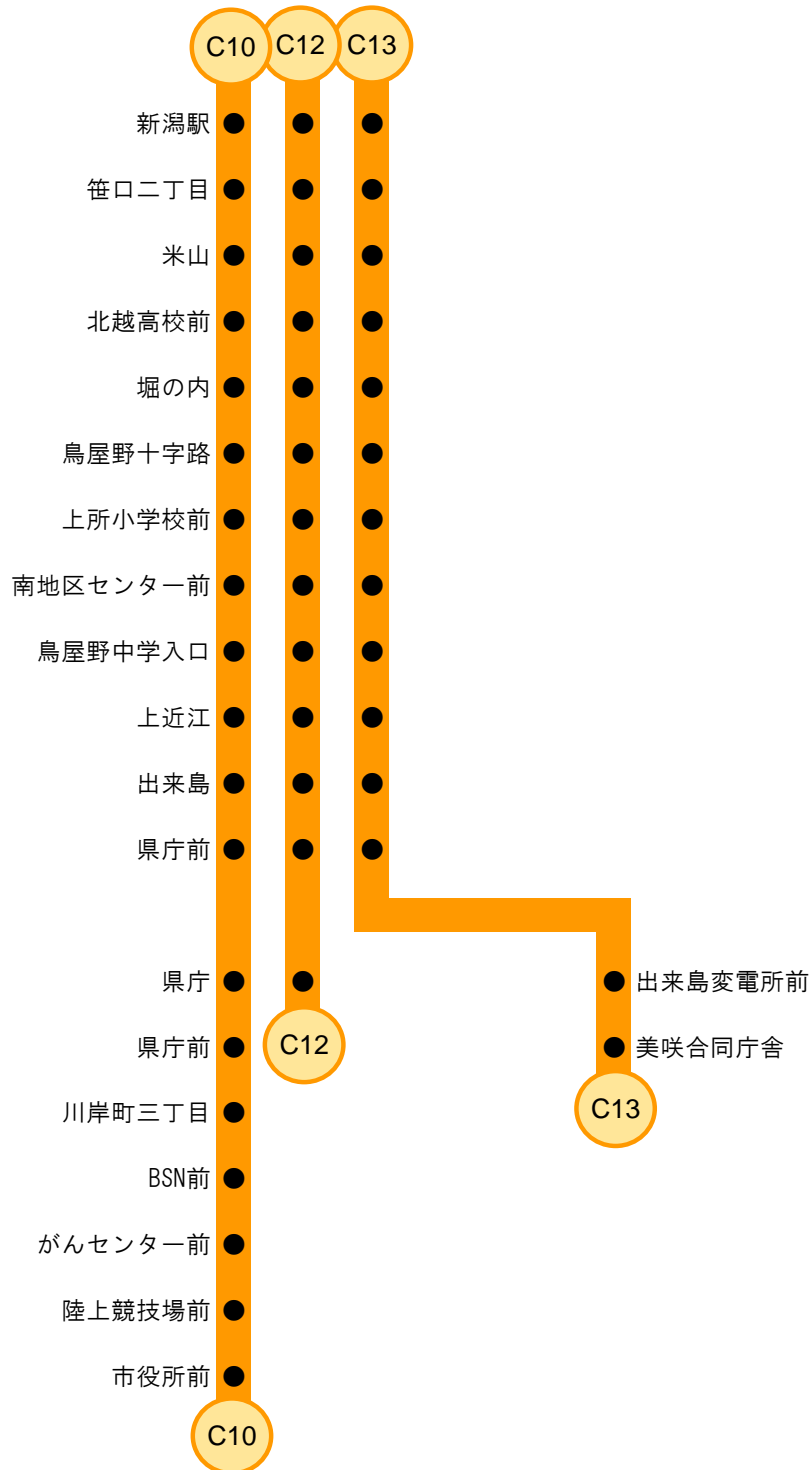 C10 C12 C13
新潟駅
笹口二丁目
米山
北越高校前
堀の内
鳥屋野十字路
上所小学校前
南地区センター前
鳥屋野中学入口
上近江
出来島
県庁前
県庁 出来島変電所前
県庁前 C12 美咲合同庁舎
川岸町三丁目 C13
BSN前
がんセンター前
陸上競技場前
市役所前
C10